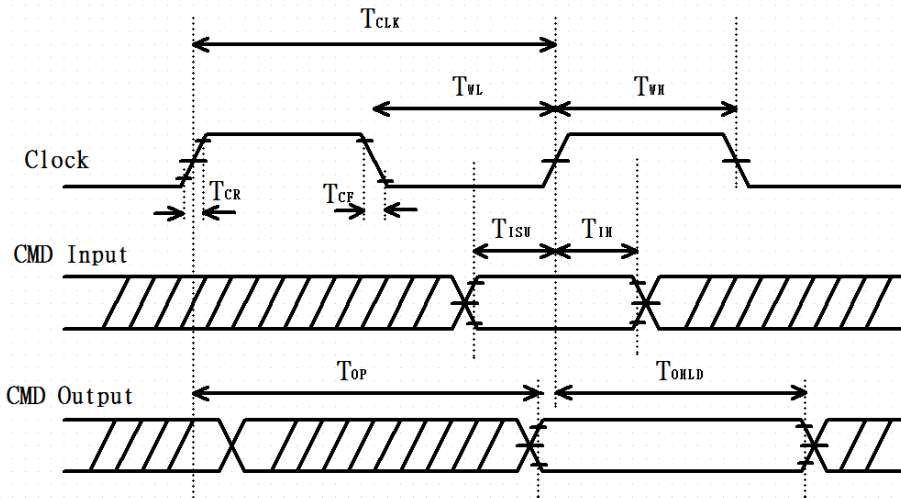 TCLK
TWL TWH
Clock
TCR TCF
TISU TIH
CMD Input
TOP TOHLD
CMD Output